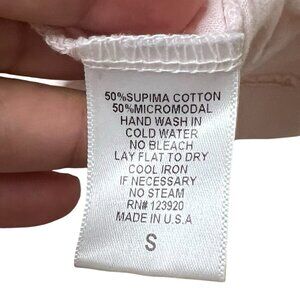 50%SUPIMA COTTON
50%MICROMODAL
HAND WASH IN
COLD WATER
NO BLEACH
LAY FLAT TO DRY
COOL IRON
IF NECESSARY
NO STEAM
RN# 123920
MADE IN U.S.A
S